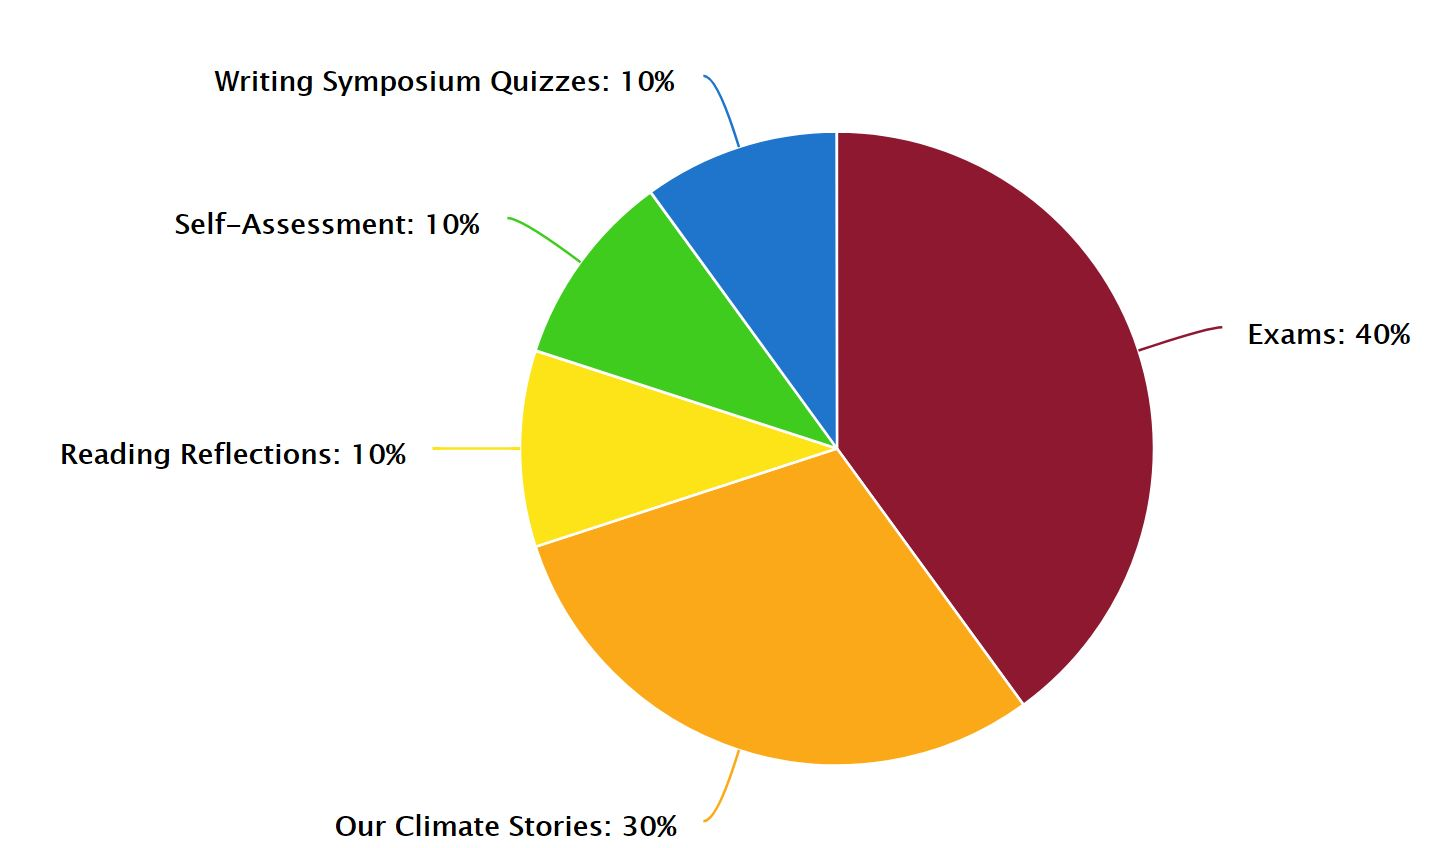 Writing Symposium Quizzes: 10%
Self-Assessment: 10%
Exams: 40%
Reading Reflections: 10%
Our Climate Stories: 30%